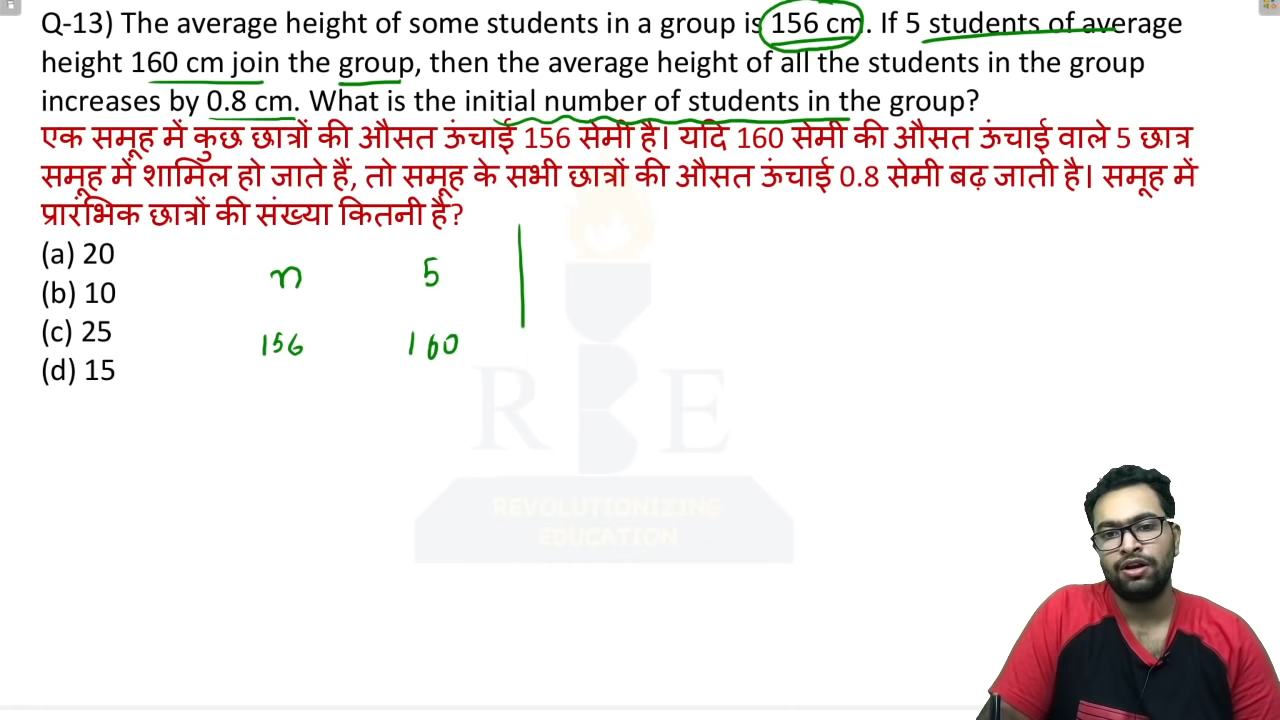 Q-13) The average height of some students in a group is 156 cm. If 5 students of average
height 160 cm join the group, then the average height of all the students in the group
increases by 0.8 cm. What is the initial number of students in the group?
एक समूह में कुछ छात्रों की औसत ऊंचाई 156 सेमी है। यदि 160 सेमी की औसत ऊंचाई वाले 5 छात्र
समूह में शामिल हो जाते हैं, तो समूह के सभी छात्रों की औसत ऊंचाई 0.8 सेमी बढ़ जाती है। समूह में
प्रारंभिक छात्रों की संख्या कितनी है?
(a) 20
(b) 10
(c) 25
(d) 15
n 5
156 160
R B E
REVOLUTIONIZING
EDUCATION